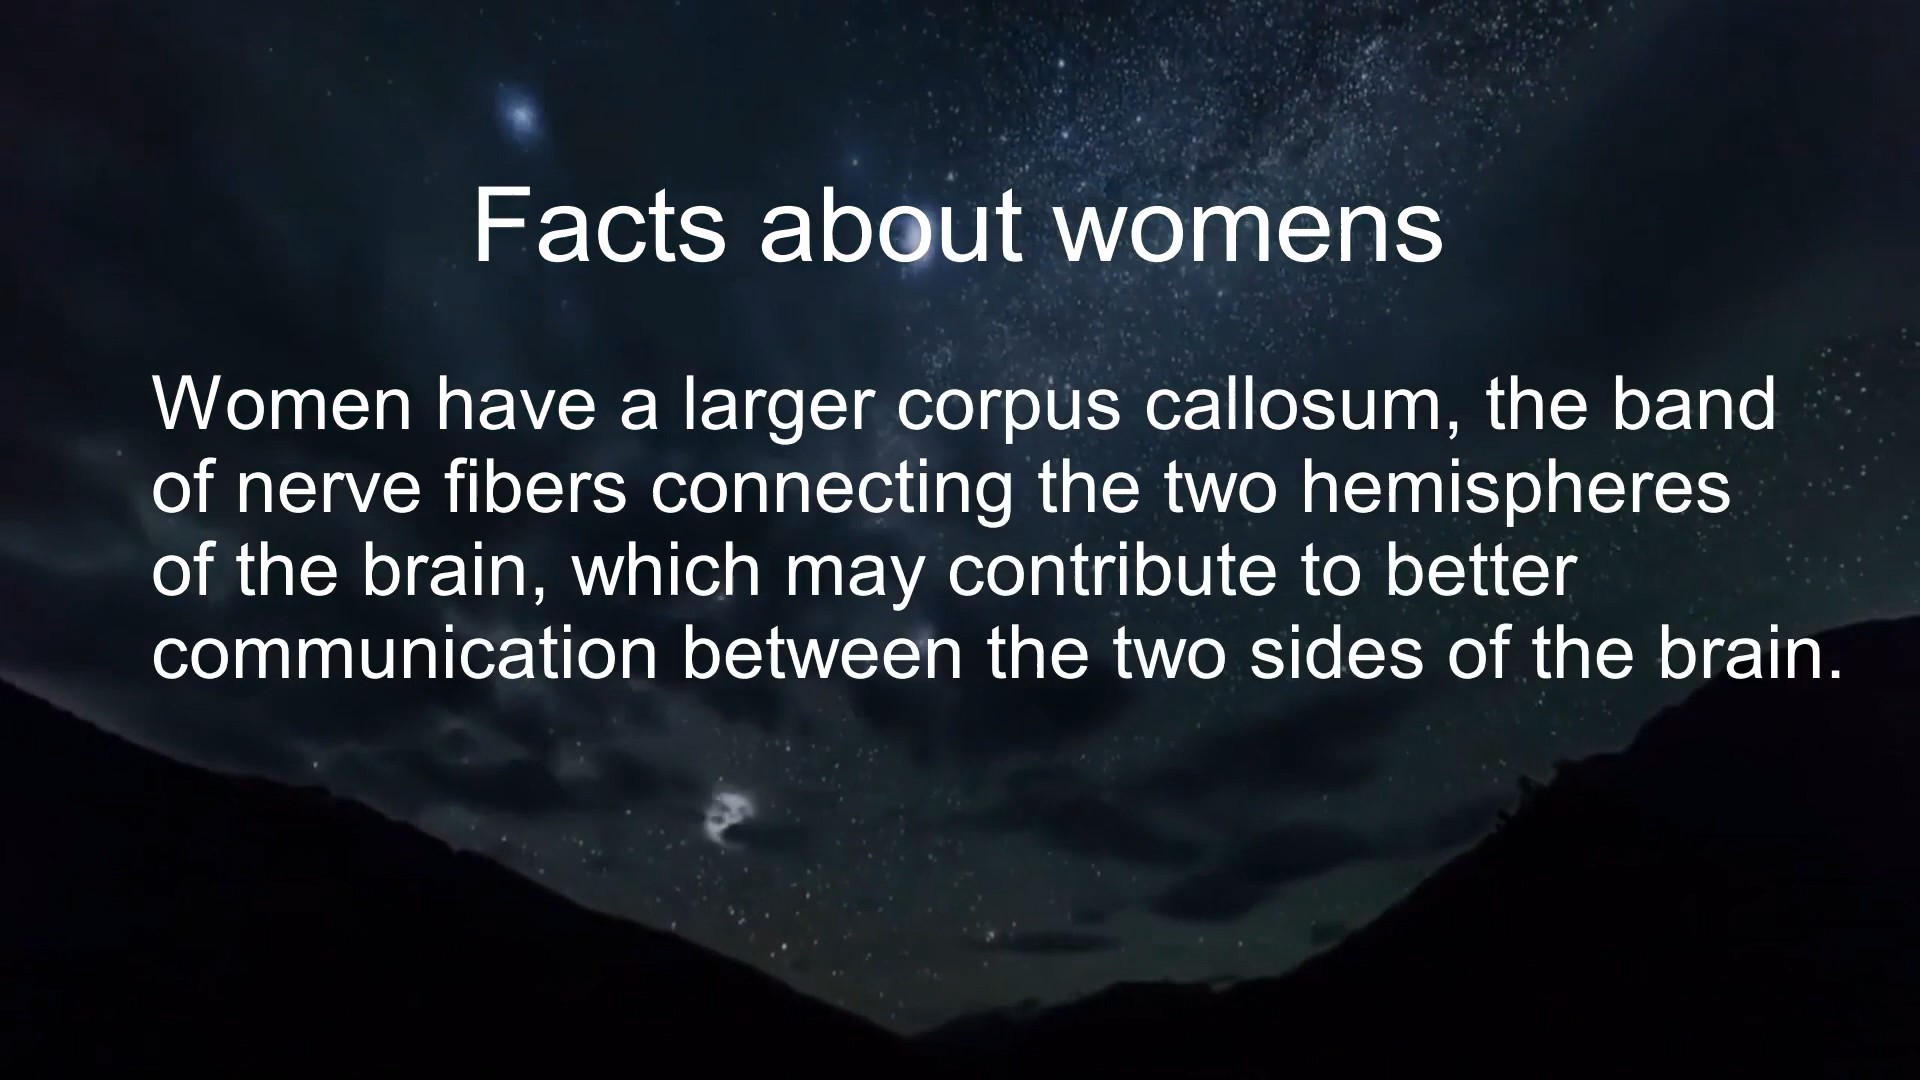 Facts about womens
Women have a larger corpus callosum, the band
of nerve fibers connecting the two hemispheres
of the brain, which may contribute to better
communication between the two sides of the brain.